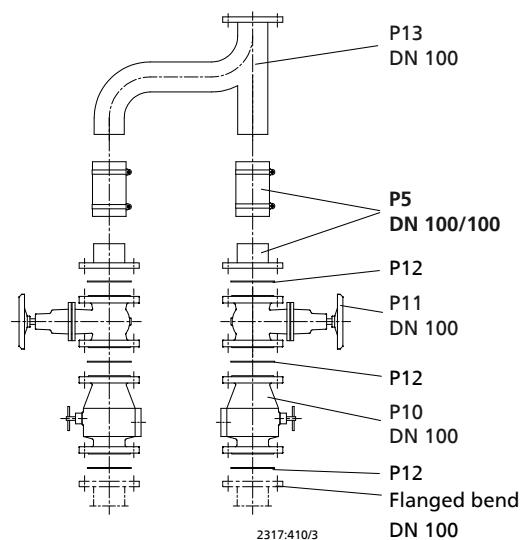 P13
DN 100
P5
DN 100/100
P12
P11
DN 100
P12
P10
DN 100
P12
Flanged bend
DN 100
2317:410/3